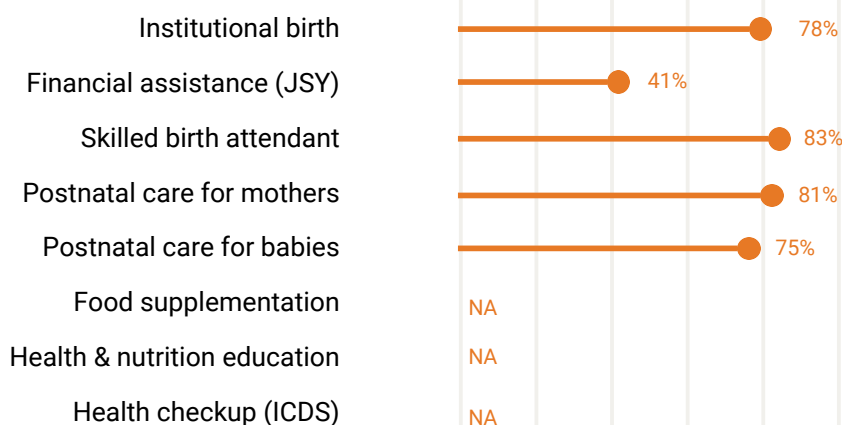 Institutional birth 78%
Financial assistance (JSY) 41%
Skilled birth attendant 83%
Postnatal care for mothers 81%
Postnatal care for babies 75%
Food supplementation NA
Health & nutrition education NA
Health checkup (ICDS) NA